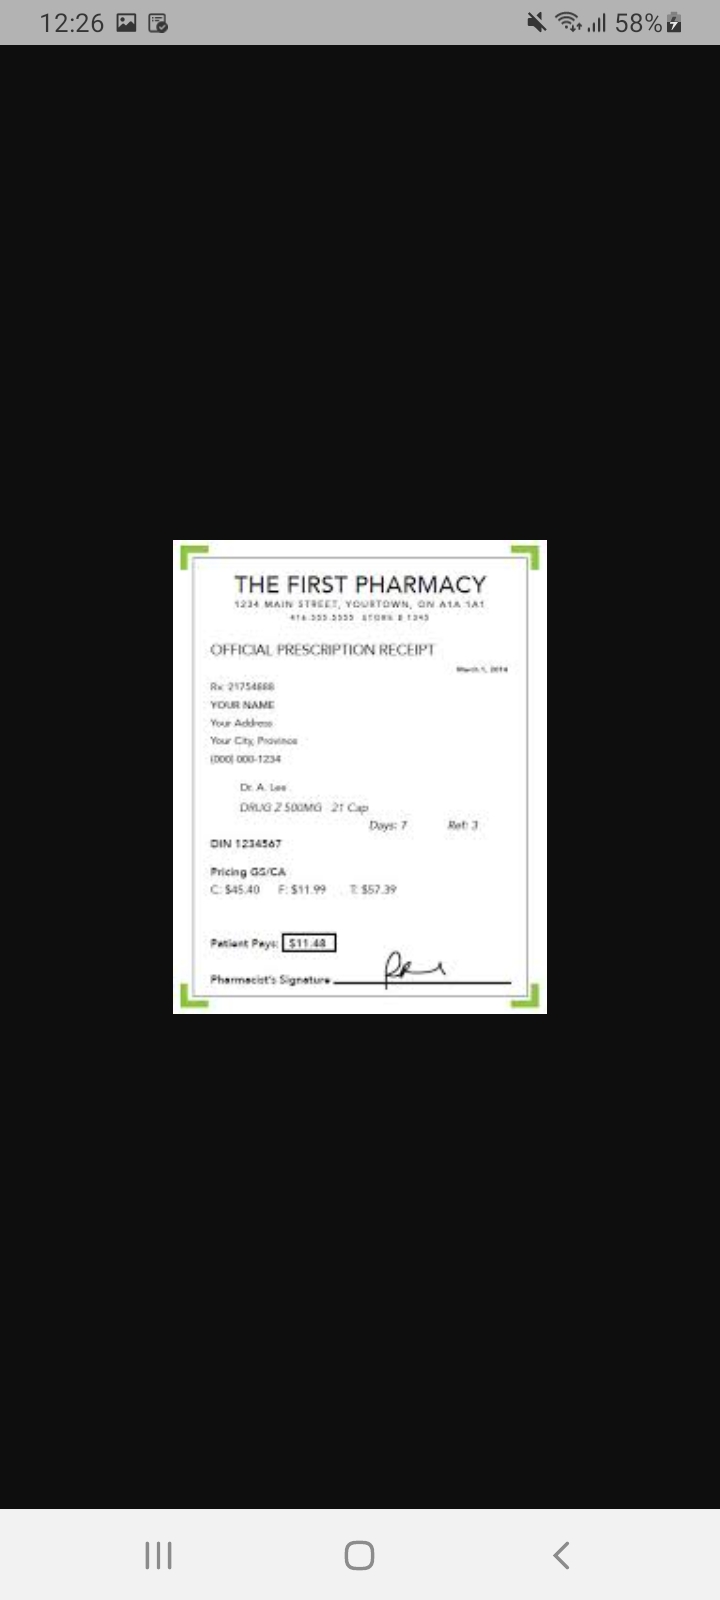 12:26
58%
THE FIRST PHARMACY
1234 MAIN STREET, YOURTOWN, ON A1A 1A1
416.555.5555 STORE # 1345
OFFICIAL PRESCRIPTION RECEIPT
March 1, 2014
Rx: 21754888
YOUR NAME
Your Address
Your City, Province
(000) 000-1234
Dr. A. Lee
DRUG Z 500MG 21 Cap
Days: 7 Ref: 3
DIN 1234567
Pricing GS/CA
C: $45.40 F: $11.99 T: $57.39
Patient Pays: $11.48
Pharmacist's Signature